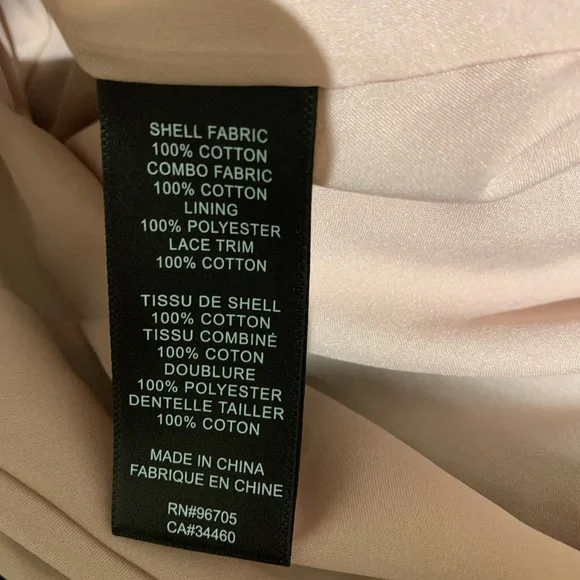 SHELL FABRIC
100% COTTON
COMBO FABRIC
100% COTTON
LINING
100% POLYESTER
LACE TRIM
100% COTTON
TISSU DE SHELL
100% COTTON
TISSU COMBINÉ
100% COTON
DOUBLURE
100% POLYESTER
DENTELLE TAILLER
100% COTON
MADE IN CHINA
FABRIQUE EN CHINE
RN#96705
CA#34460